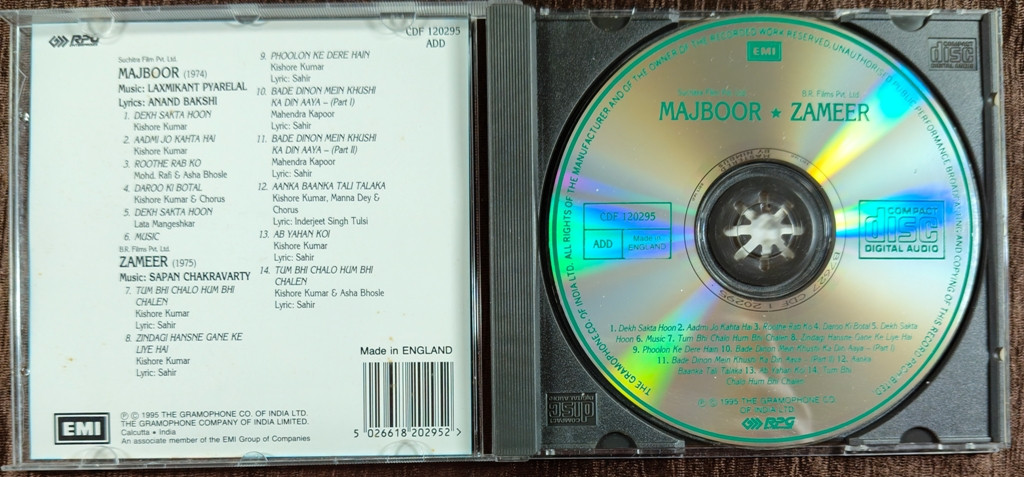 RPG
CDF 120295
ADD
Suchitra Film Pvt. Ltd.
MAJBOOR (1974)
Music: LAXMIKANT PYARELAL
Lyrics: ANAND BAKSHI
1. DEKH SAKTA HOON
Kishore Kumar
2. AADMI JO KAHTA HAI
Kishore Kumar
3. ROOTHE RAB KO
Mohd. Rafi & Asha Bhosle
4. DAROO KI BOTAL
Kishore Kumar & Chorus
5. DEKH SAKTA HOON
Lata Mangeshkar
6. MUSIC
B.R. Films Pvt. Ltd.
ZAMEER (1975)
Music: SAPAN CHAKRAVARTY
7. TUM BHI CHALO HUM BHI
CHALEN
Kishore Kumar
Lyric: Sahir
8. ZINDAGI HANSNE GANE KE
LIYE HAI
Kishore Kumar
Lyric: Sahir
9. PHOOLON KE DERE HAIN
Kishore Kumar
Lyric: Sahir
10. BADE DINON MEIN KHUSHI
KA DIN AAYA – (Part I)
Mahendra Kapoor
Lyric: Sahir
11. BADE DINON MEIN KHUSHI
KA DIN AAYA – (Part II)
Mahendra Kapoor
Lyric: Sahir
12. AANKA BAANKA TALI TALAKA
Kishore Kumar, Manna Dey &
Chorus
Lyric: Inderjeet Singh Tulsi
13. AB YAHAN KOI
Kishore Kumar
Lyric: Sahir
14. TUM BHI CHALO HUM BHI
CHALEN
Kishore Kumar & Asha Bhosle
Lyric: Sahir
Made in ENGLAND
5 026618 202952 >
EMI
℗ © 1995 THE GRAMOPHONE CO. OF INDIA LTD.
THE GRAMOPHONE COMPANY OF INDIA LIMITED.
Calcutta • India
An associate member of the EMI Group of Companies
THE GRAMOPHONE CO. OF INDIA LTD. ALL RIGHTS OF THE MANUFACTURER AND OF THE OWNER OF THE RECORDED WORK RESERVED. UNAUTHORISED PUBLIC PERFORMANCE BROADCASTING AND COPYING OF THIS RECORD PROHIBITED.
EMI
B.R. Films Pvt. Ltd.
MAJBOOR ★ ZAMEER
CDF 120295
ADD
Made in
ENGLAND
COMPACT
disc
DIGITAL AUDIO
1. Dekh Sakta Hoon 2. Aadmi Jo Kahta Hai 3. Roothe Rab Ko 4. Daroo Ki Botal 5. Dekh Sakta
Hoon 6. Music 7. Tum Bhi Chalo Hum Bhi Chalen 8. Zindagi Hansne Gane Ke Liye Hai
9. Phoolon Ke Dere Hain 10. Bade Dinon Mein Khushi Ka Din Aaya – (Part I)
11. Bade Dinon Mein Khushi Ka Din Aaya – (Part II) 12. Aanka
Baanka Tali Talaka 13. Ab Yahan Koi 14. Tum Bhi
Chalo Hum Bhi Chalen
℗ © 1995 THE GRAMOPHONE CO.
OF INDIA LTD.
RPG
COMPACT
disc
DIGITAL AUDIO
COMPACT
disc
DIGITAL AUDIO